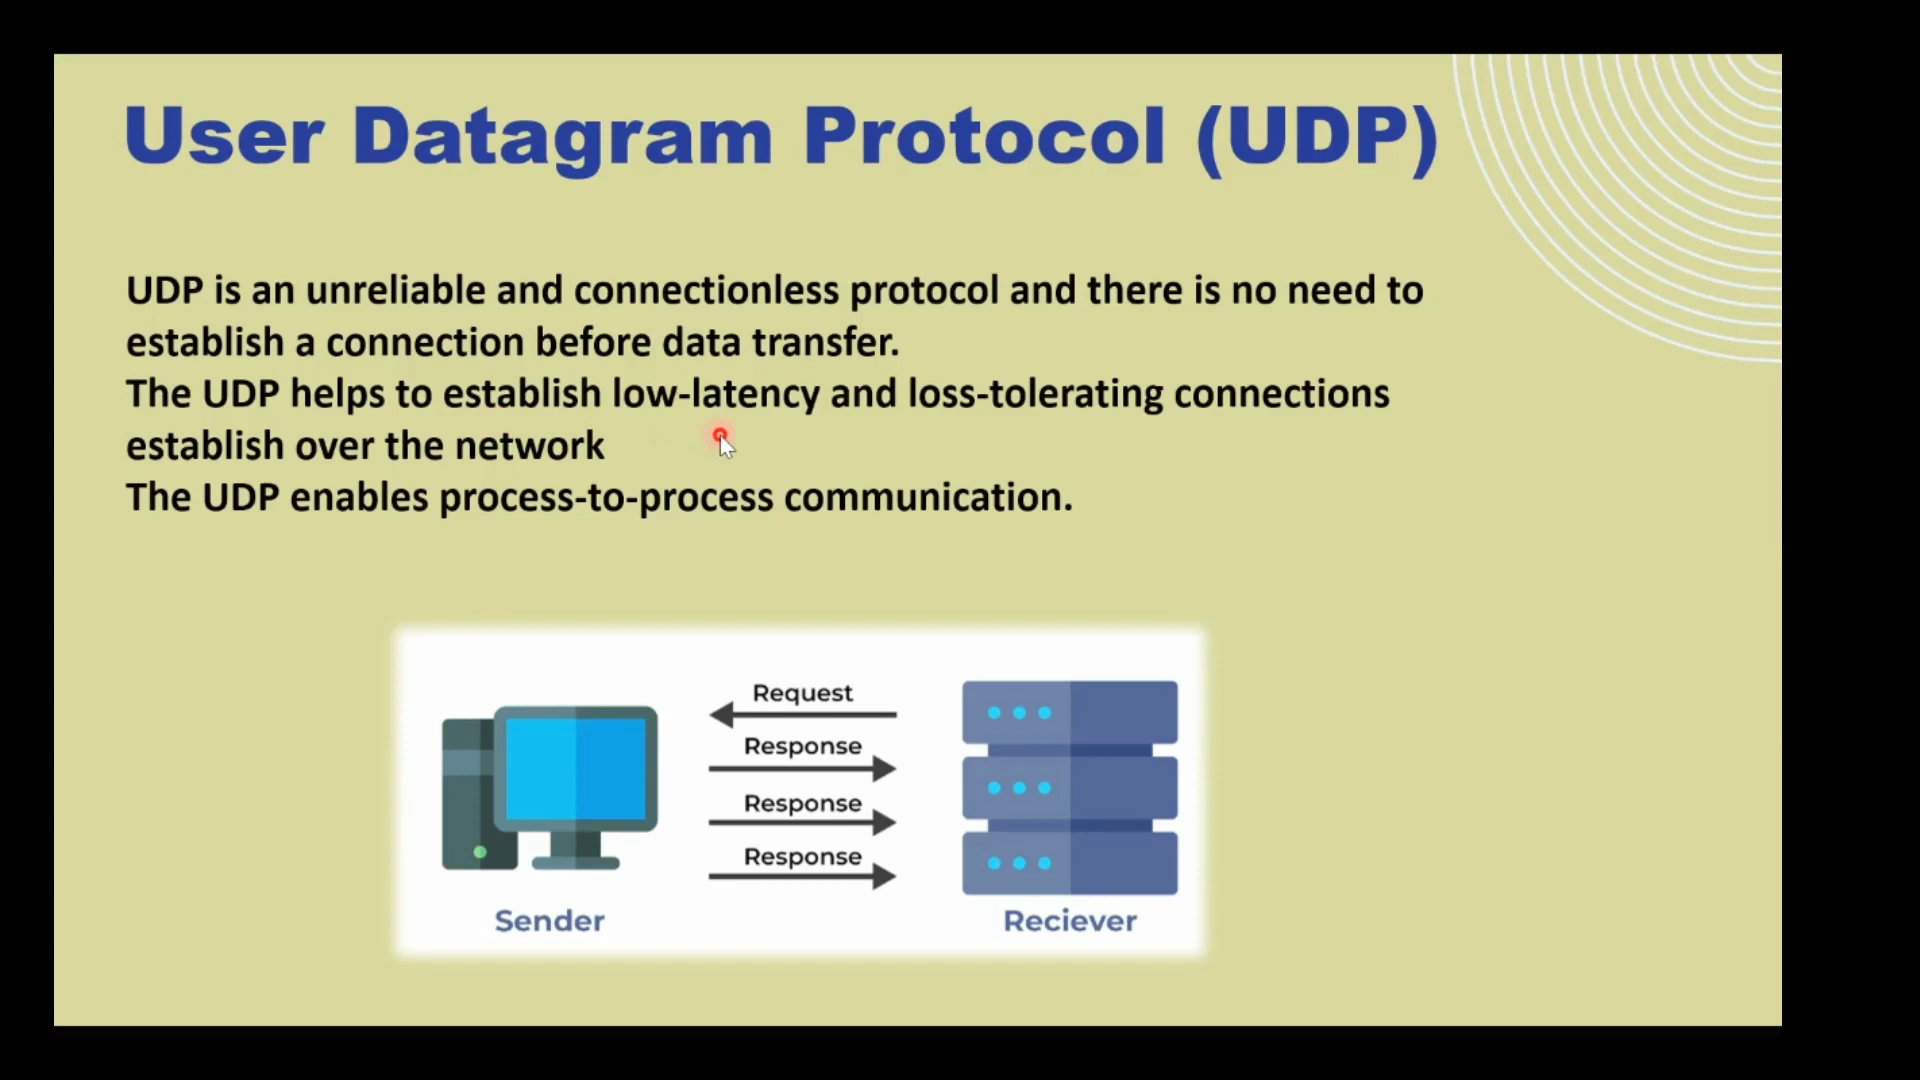 User Datagram Protocol (UDP)
UDP is an unreliable and connectionless protocol and there is no need to
establish a connection before data transfer.
The UDP helps to establish low-latency and loss-tolerating connections
establish over the network
The UDP enables process-to-process communication.
Request
Response
Response
Response
Sender
Reciever